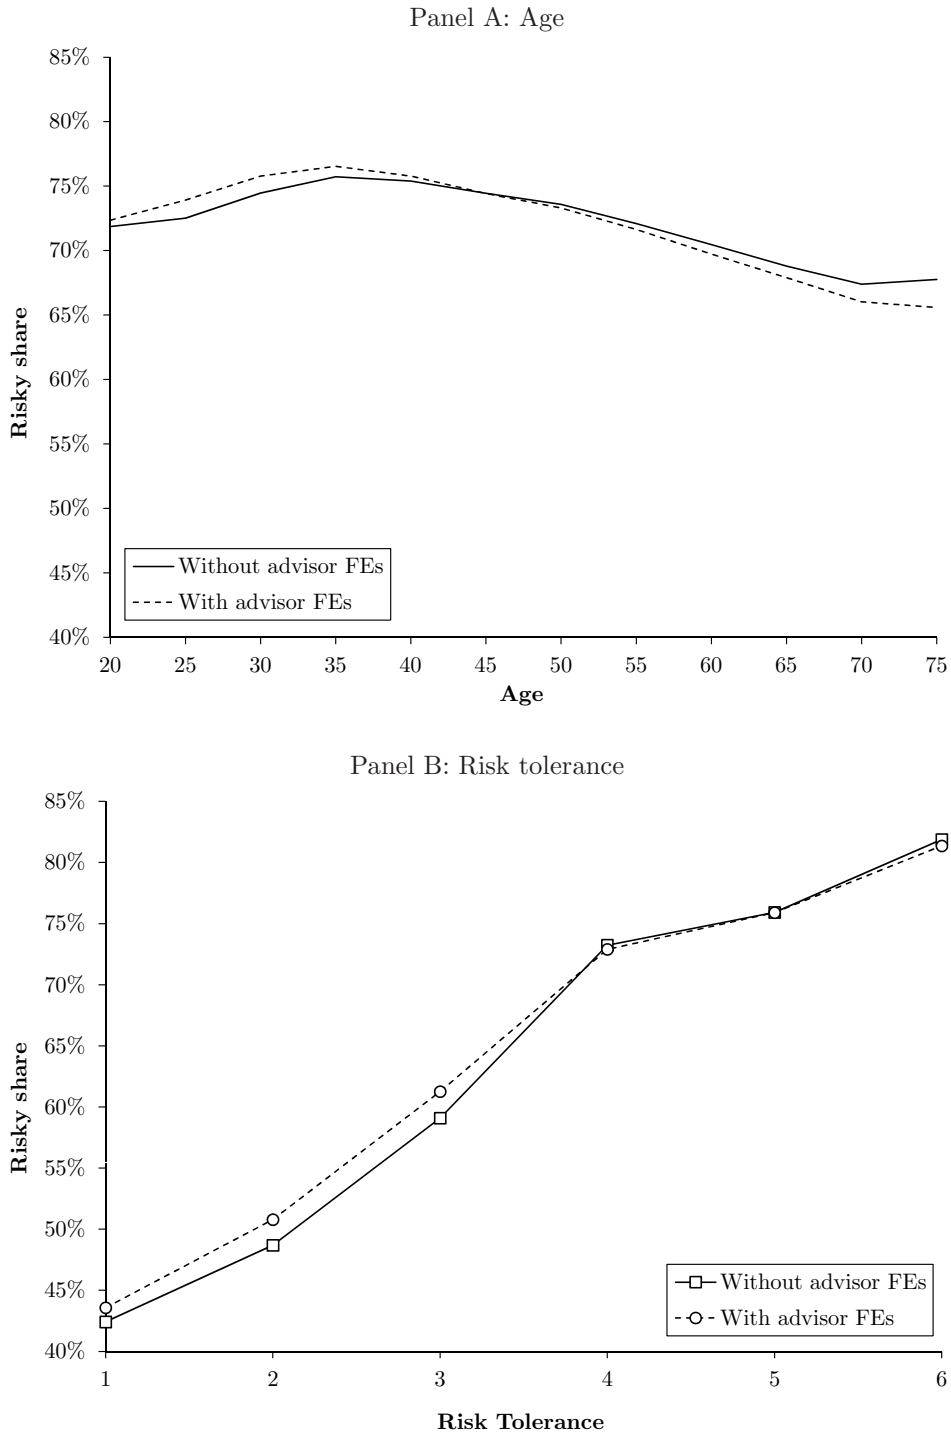 Panel A: Age
85%
80%
75%
70%
65%
60%
55%
50%
45%
40%
Risky share
Without advisor FEs
With advisor FEs
20 25 30 35 40 45 50 55 60 65 70 75
Age
Panel B: Risk tolerance
85%
80%
75%
70%
65%
60%
55%
50%
45%
40%
Risky share
Without advisor FEs
With advisor FEs
1 2 3 4 5 6
Risk Tolerance